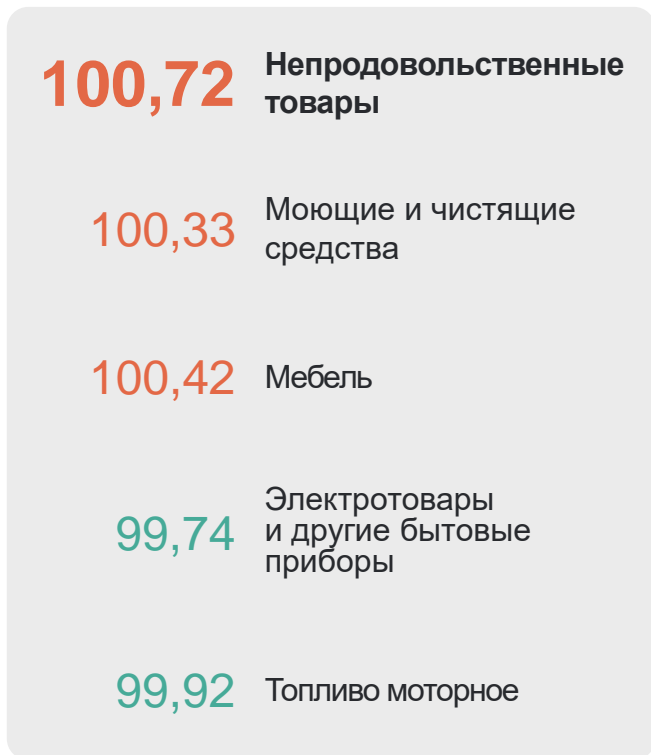 100,72 Непродовольственные
товары
100,33 Моющие и чистящие
средства
100,42 Мебель
99,74 Электротовары
и другие бытовые
приборы
99,92 Топливо моторное